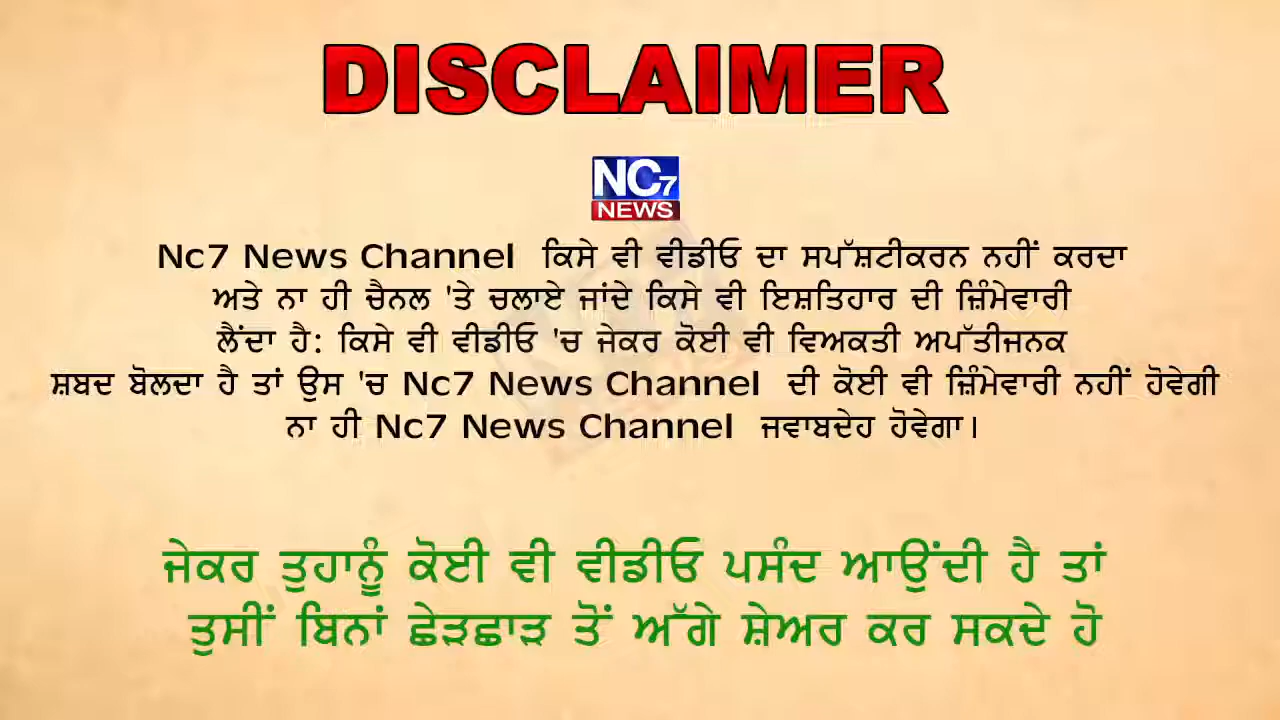 DISCLAIMER
NC7
NEWS
Nc7 News Channel ਕਿਸੇ ਵੀ ਵੀਡੀਓ ਦਾ ਸਪੱਸ਼ਟੀਕਰਨ ਨਹੀਂ ਕਰਦਾ
ਅਤੇ ਨਾ ਹੀ ਚੈਨਲ 'ਤੇ ਚਲਾਏ ਜਾਂਦੇ ਕਿਸੇ ਵੀ ਇਸ਼ਤਿਹਾਰ ਦੀ ਜ਼ਿੰਮੇਵਾਰੀ
ਲੈਂਦਾ ਹੈ: ਕਿਸੇ ਵੀ ਵੀਡੀਓ 'ਚ ਜੇਕਰ ਕੋਈ ਵੀ ਵਿਅਕਤੀ ਅਪੱਤੀਜਨਕ
ਸ਼ਬਦ ਬੋਲਦਾ ਹੈ ਤਾਂ ਉਸ 'ਚ Nc7 News Channel ਦੀ ਕੋਈ ਵੀ ਜ਼ਿੰਮੇਵਾਰੀ ਨਹੀਂ ਹੋਵੇਗੀ
ਨਾ ਹੀ Nc7 News Channel ਜਵਾਬਦੇਹ ਹੋਵੇਗਾ।
ਜੇਕਰ ਤੁਹਾਨੂੰ ਕੋਈ ਵੀ ਵੀਡੀਓ ਪਸੰਦ ਆਉਂਦੀ ਹੈ ਤਾਂ
ਤੁਸੀਂ ਬਿਨਾਂ ਛੇੜਛਾੜ ਤੋਂ ਅੱਗੇ ਸ਼ੇਅਰ ਕਰ ਸਕਦੇ ਹੋ